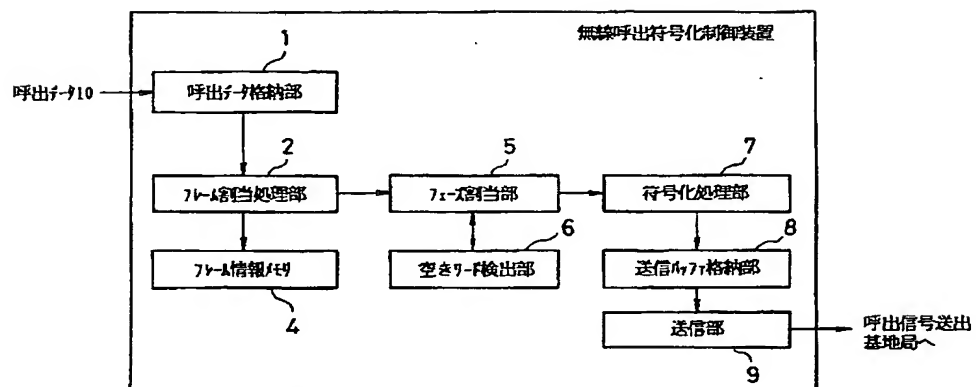 無線呼出符号化制御装置
1
呼出データ10
呼出データ格納部
2
5
7
フレーム割当処理部
フェーズ割当部
符号化処理部
6
8
フレーム情報メモリ
空きワード検出部
送信バッファ格納部
4
送信部
呼出信号送出
基地局へ
9